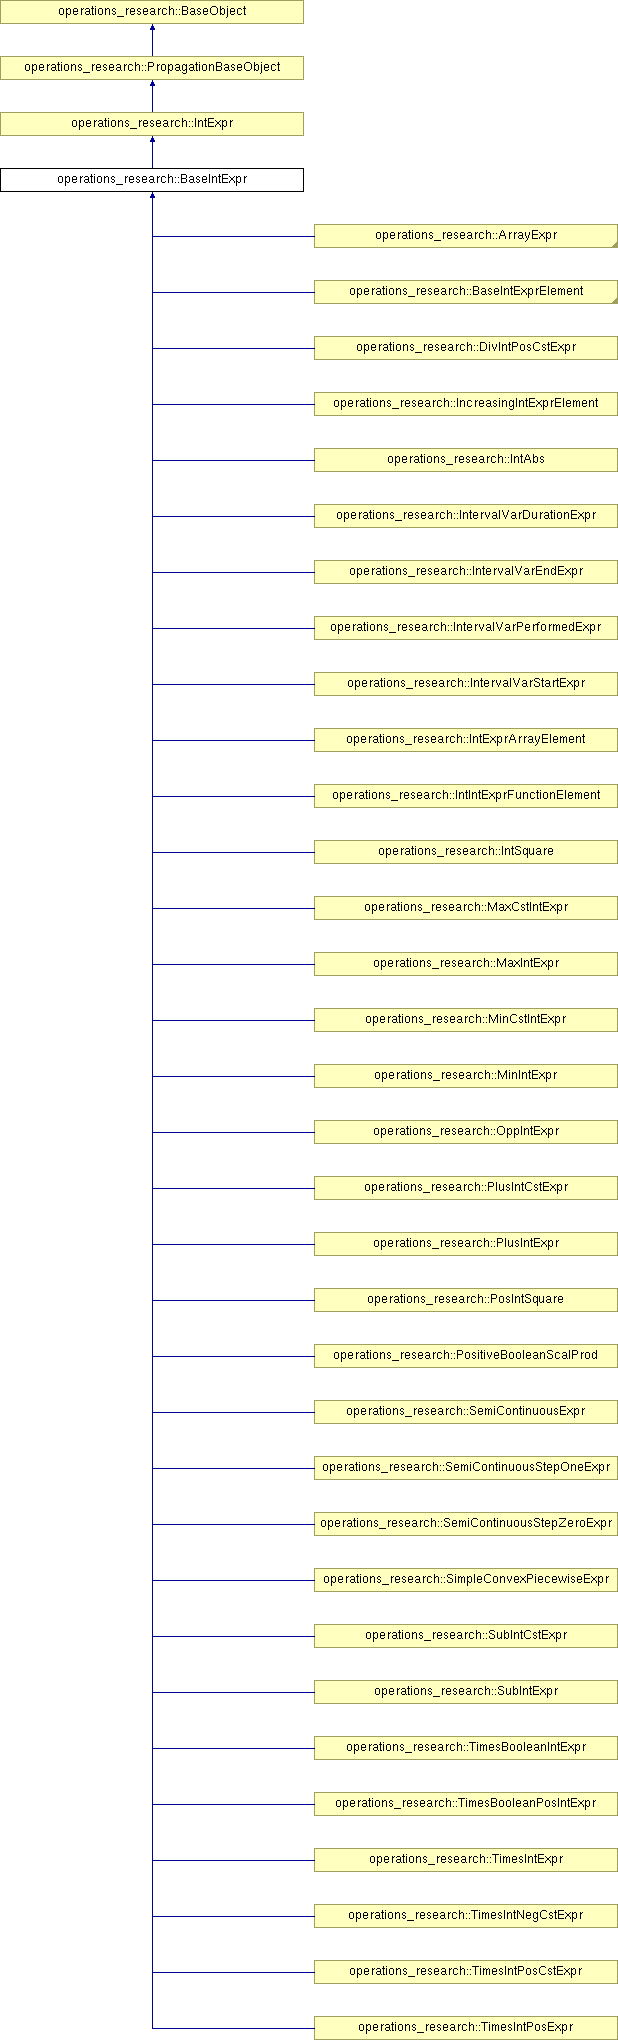 operations_research::BaseObject
operations_research::PropagationBaseObject
operations_research::IntExpr
operations_research::BaseIntExpr
operations_research::ArrayExpr
operations_research::BaseIntExprElement
operations_research::DivIntPosCstExpr
operations_research::IncreasingIntExprElement
operations_research::IntAbs
operations_research::IntervalVarDurationExpr
operations_research::IntervalVarEndExpr
operations_research::IntervalVarPerformedExpr
operations_research::IntervalVarStartExpr
operations_research::IntExprArrayElement
operations_research::IntIntExprFunctionElement
operations_research::IntSquare
operations_research::MaxCstIntExpr
operations_research::MaxIntExpr
operations_research::MinCstIntExpr
operations_research::MinIntExpr
operations_research::OppIntExpr
operations_research::PlusIntCstExpr
operations_research::PlusIntExpr
operations_research::PosIntSquare
operations_research::PositiveBooleanScalProd
operations_research::SemiContinuousExpr
operations_research::SemiContinuousStepOneExpr
operations_research::SemiContinuousStepZeroExpr
operations_research::SimpleConvexPiecewiseExpr
operations_research::SubIntCstExpr
operations_research::SubIntExpr
operations_research::TimesBooleanIntExpr
operations_research::TimesBooleanPosIntExpr
operations_research::TimesIntExpr
operations_research::TimesIntNegCstExpr
operations_research::TimesIntPosCstExpr
operations_research::TimesIntPosExpr